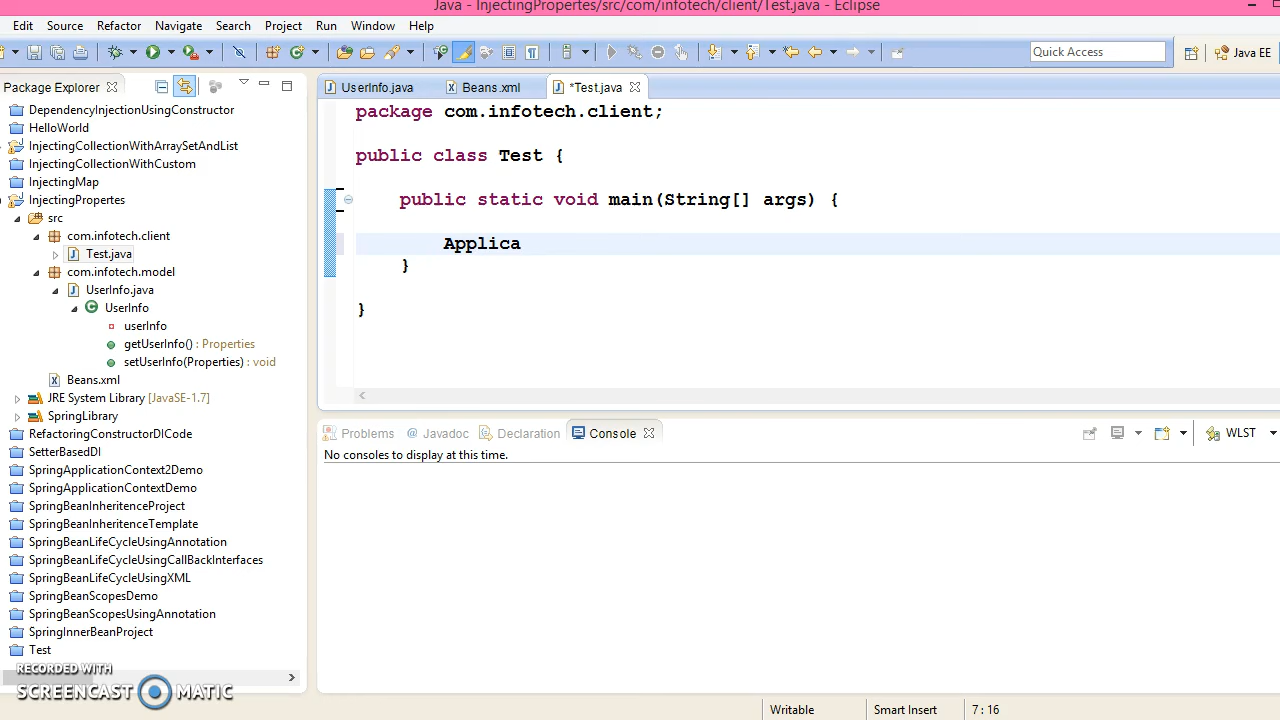 Java - InjectingPropertes/src/com/infotech/client/Test.java - Eclipse
Edit Source Refactor Navigate Search Project Run Window Help
Quick Access
Java EE
Package Explorer
DependencyInjectionUsingConstructor
HelloWorld
InjectingCollectionWithArraySetAndList
InjectingCollectionWithCustom
InjectingMap
InjectingPropertes
src
com.infotech.client
Test.java
com.infotech.model
UserInfo.java
UserInfo
userInfo
getUserInfo() : Properties
setUserInfo(Properties) : void
Beans.xml
JRE System Library [JavaSE-1.7]
SpringLibrary
RefactoringConstructorDICode
SetterBasedDI
SpringApplicationContext2Demo
SpringApplicationContextDemo
SpringBeanInheritenceProject
SpringBeanInheritenceTemplate
SpringBeanLifeCycleUsingAnnotation
SpringBeanLifeCycleUsingCallBackInterfaces
SpringBeanLifeCycleUsingXML
SpringBeanScopesDemo
SpringBeanScopesUsingAnnotation
SpringInnerBeanProject
Test
RECORDED WITH
SCREENCAST MATIC
UserInfo.java Beans.xml *Test.java
package com.infotech.client;
public class Test {
public static void main(String[] args) {
Applica
}
}
Problems @ Javadoc Declaration Console
WLST
No consoles to display at this time.
Writable Smart Insert 7 : 16